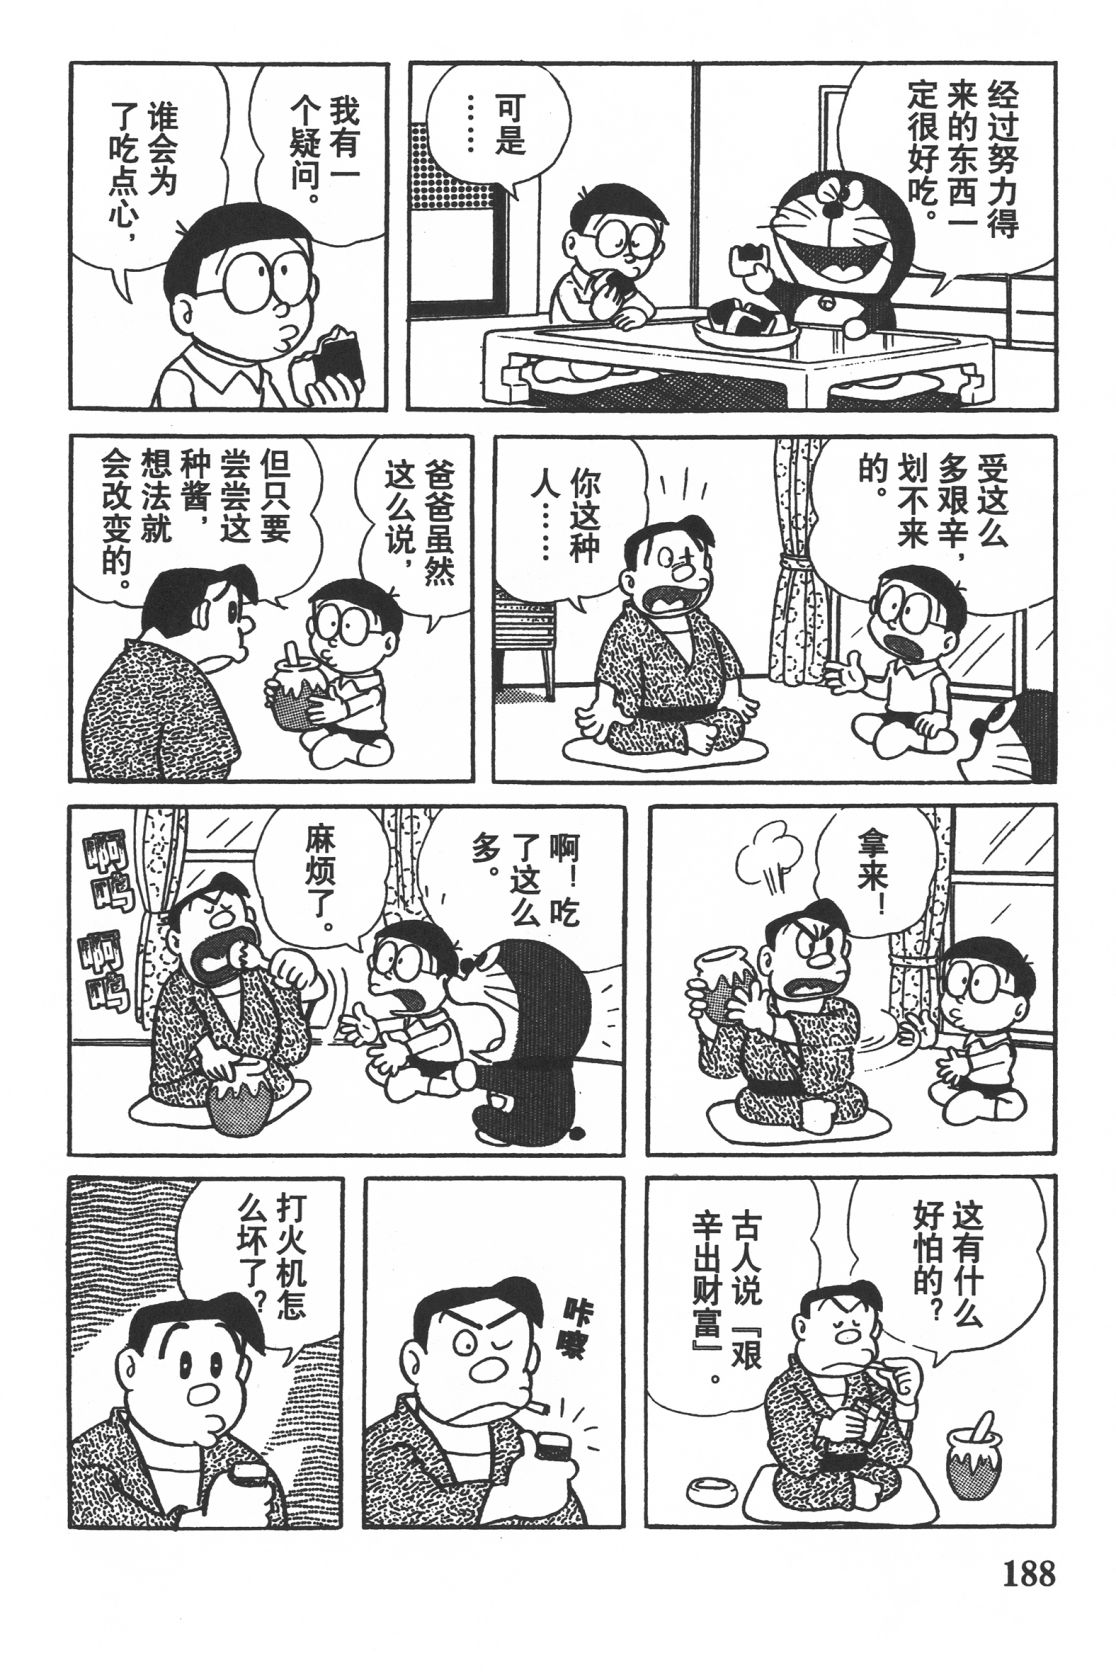 经过努力得
来的东西一
定很好吃。
可是
……
我有一
个疑问。
谁会为
了吃点心，
受这么
多艰辛，
划不来
的。
你这种
人……
爸爸虽然
这么说，
但只要
尝尝这
种酱，
想法就
会改变的。
拿来！
啊！吃
了这么
多。
麻烦了。
啊呜
啊呜
这有什么
好怕的？
古人说『艰
辛出财富』。
咔嚓
打火机怎
么坏了？
188